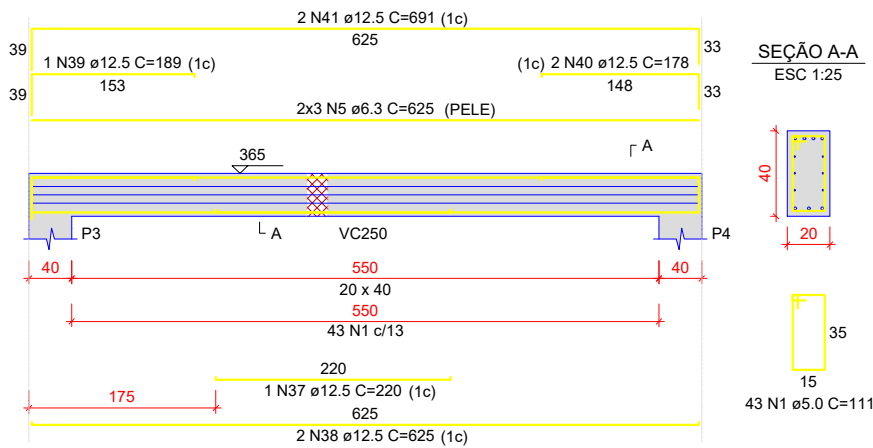 2 N41 ø12.5 C=691 (1c)
39
625
33
1 N39 ø12.5 C=189 (1c)
(1c) 2 N40 ø12.5 C=178
39
153
148
33
2x3 N5 ø6.3 C=625 (PELE)
SEÇÃO A-A
ESC 1:25
365
A
40
P3
A
VC250
P4
20
40
550
40
20 x 40
550
43 N1 c/13
35
15
43 N1 ø5.0 C=111
220
1 N37 ø12.5 C=220 (1c)
175
625
2 N38 ø12.5 C=625 (1c)